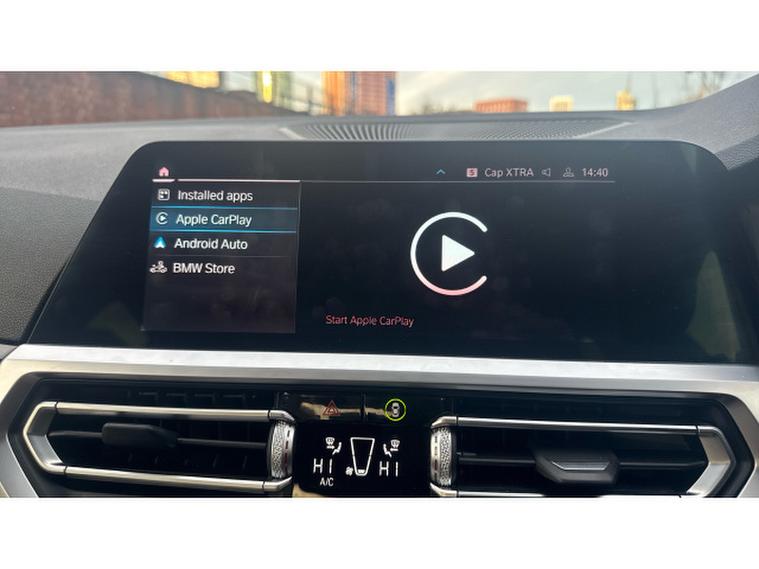 S Cap XTRA 14:40
Installed apps
Apple CarPlay
Android Auto
BMW Store
Start Apple CarPlay
HI HI
A/C